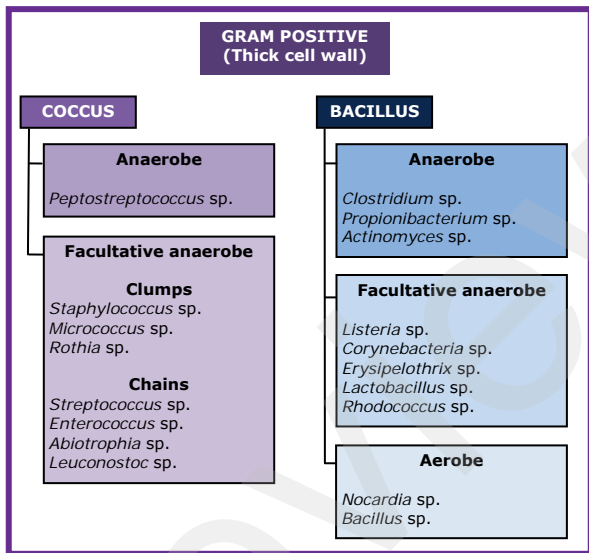 GRAM POSITIVE
(Thick cell wall)
COCCUS
Anaerobe
Peptostreptococcus sp.
Facultative anaerobe
Clumps
Staphylococcus sp.
Micrococcus sp.
Rothia sp.
Chains
Streptococcus sp.
Enterococcus sp.
Abiotrophia sp.
Leuconostoc sp.
BACILLUS
Anaerobe
Clostridium sp.
Propionibacterium sp.
Actinomyces sp.
Facultative anaerobe
Listeria sp.
Corynebacteria sp.
Erysipelothrix sp.
Lactobacillus sp.
Rhodococcus sp.
Aerobe
Nocardia sp.
Bacillus sp.